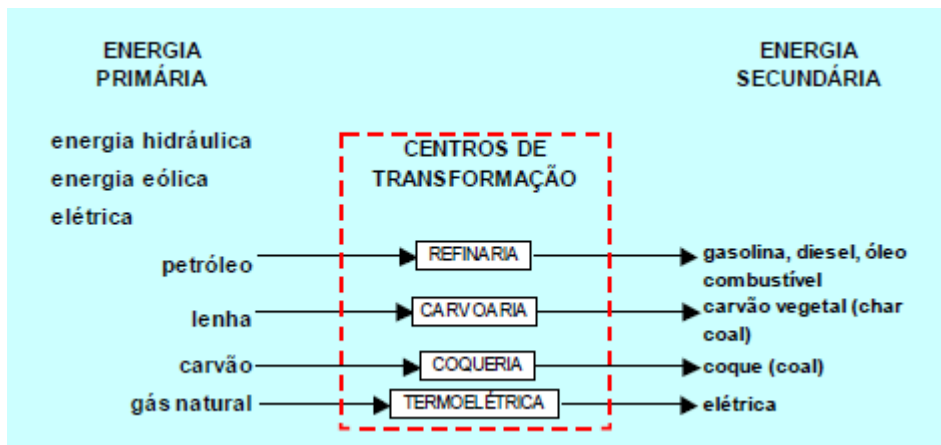 ENERGIA
PRIMÁRIA
ENERGIA
SECUNDÁRIA
energia hidráulica
energia eólica
elétrica
CENTROS DE
TRANSFORMAÇÃO
petróleo
REFINARIA
gasolina, diesel, óleo
combustível
lenha
CARVOARIA
carvão vegetal (char
coal)
carvão
COQUERIA
coque (coal)
gás natural
TERMOELÉTRICA
elétrica